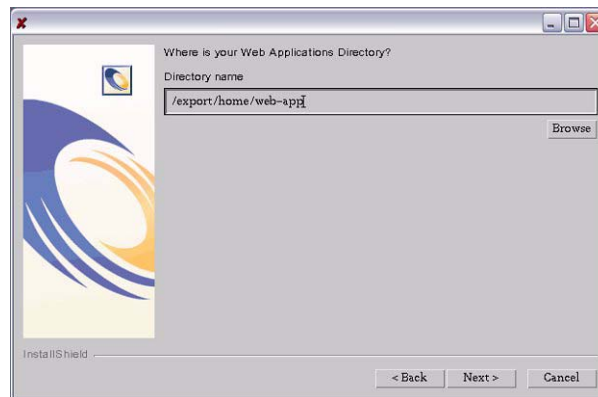 Where is your Web Applications Directory?
Directory name
/export/home/web-app
Browse
InstallShield
< Back Next > Cancel